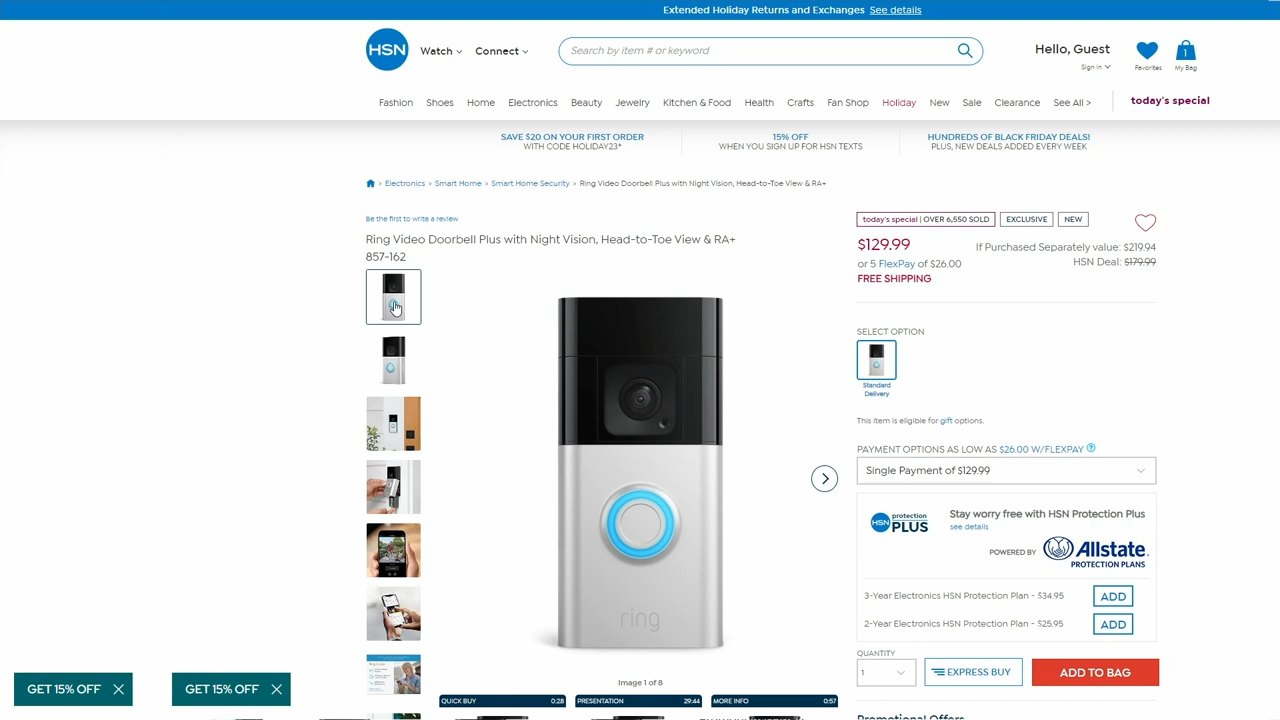 Extended Holiday Returns and Exchanges See details
HSN
Watch
Connect
Search by item # or keyword
Hello, Guest
Sign In
Favorites
1
My Bag
Fashion Shoes Home Electronics Beauty Jewelry Kitchen & Food Health Crafts Fan Shop Holiday New Sale Clearance See All > today's special
SAVE $20 ON YOUR FIRST ORDER
WITH CODE HOLIDAY23*
15% OFF
WHEN YOU SIGN UP FOR HSN TEXTS
HUNDREDS OF BLACK FRIDAY DEALS!
PLUS, NEW DEALS ADDED EVERY WEEK
Electronics > Smart Home > Smart Home Security > Ring Video Doorbell Plus with Night Vision, Head-to-Toe View & RA+
Be the first to write a review
Ring Video Doorbell Plus with Night Vision, Head-to-Toe View & RA+
857-162
ring
Image 1 of 8
QUICK BUY 0:28
PRESENTATION 29:44
MORE INFO 0:57
today's special | OVER 6,550 SOLD
EXCLUSIVE
NEW
$129.99
If Purchased Separately value: $219.94
or 5 FlexPay of $26.00
HSN Deal: $179.99
FREE SHIPPING
SELECT OPTION
Standard
Delivery
This item is eligible for gift options.
PAYMENT OPTIONS AS LOW AS $26.00 W/FLEXPAY ?
Single Payment of $129.99
HSN protection PLUS
Stay worry free with HSN Protection Plus
see details
POWERED BY Allstate.
PROTECTION PLANS
3-Year Electronics HSN Protection Plan - $34.95 ADD
2-Year Electronics HSN Protection Plan - $25.95 ADD
QUANTITY
1
EXPRESS BUY
ADD TO BAG
Promotional Offers
GET 15% OFF
GET 15% OFF